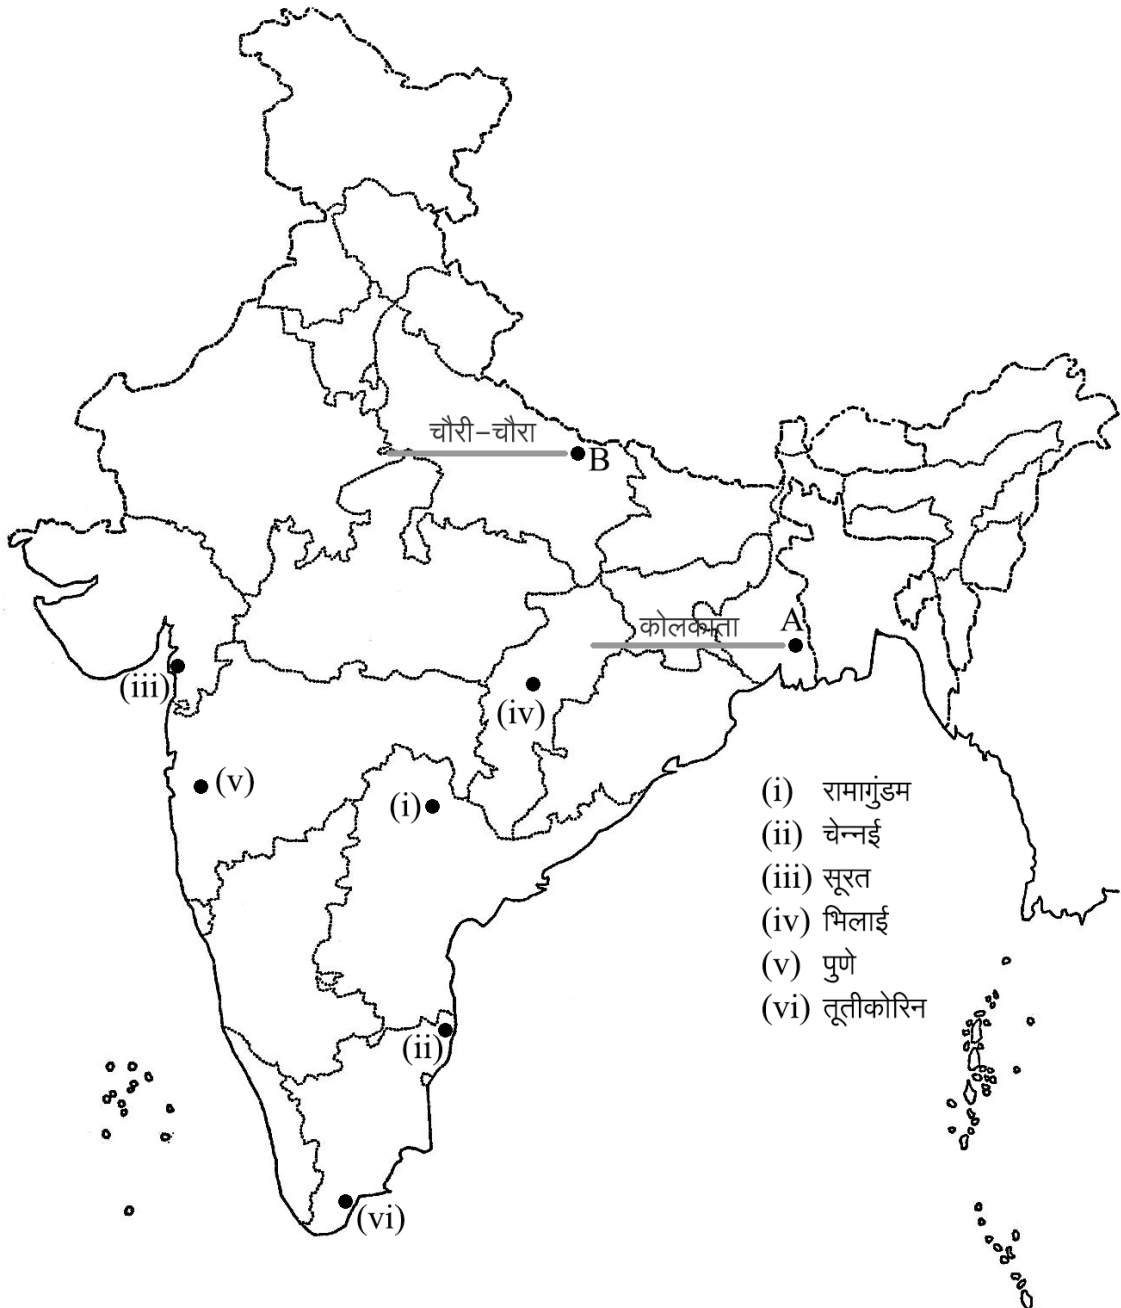 चौरी-चौरा
B
कोलकाता
A
(iii)
(iv)
(v)
(i)
(ii)
(vi)
(i) रामागुंडम
(ii) चेन्नई
(iii) सूरत
(iv) भिलाई
(v) पुणे
(vi) तूतीकोरिन